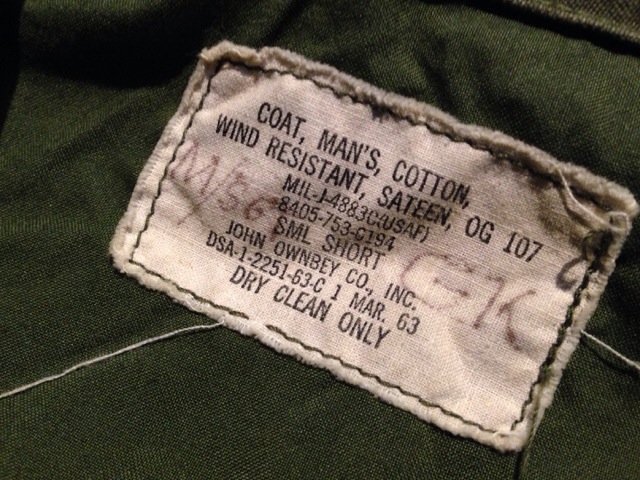 COAT, MAN'S, COTTON,
WIND RESISTANT, SATEEN, OG 107
MIL-J-4883C(USAF)
8405-753-6194
SML SHORT
JOHN OWNBEY CO., INC.
DSA-1-2251-63-C 1 MAR. 63
DRY CLEAN ONLY